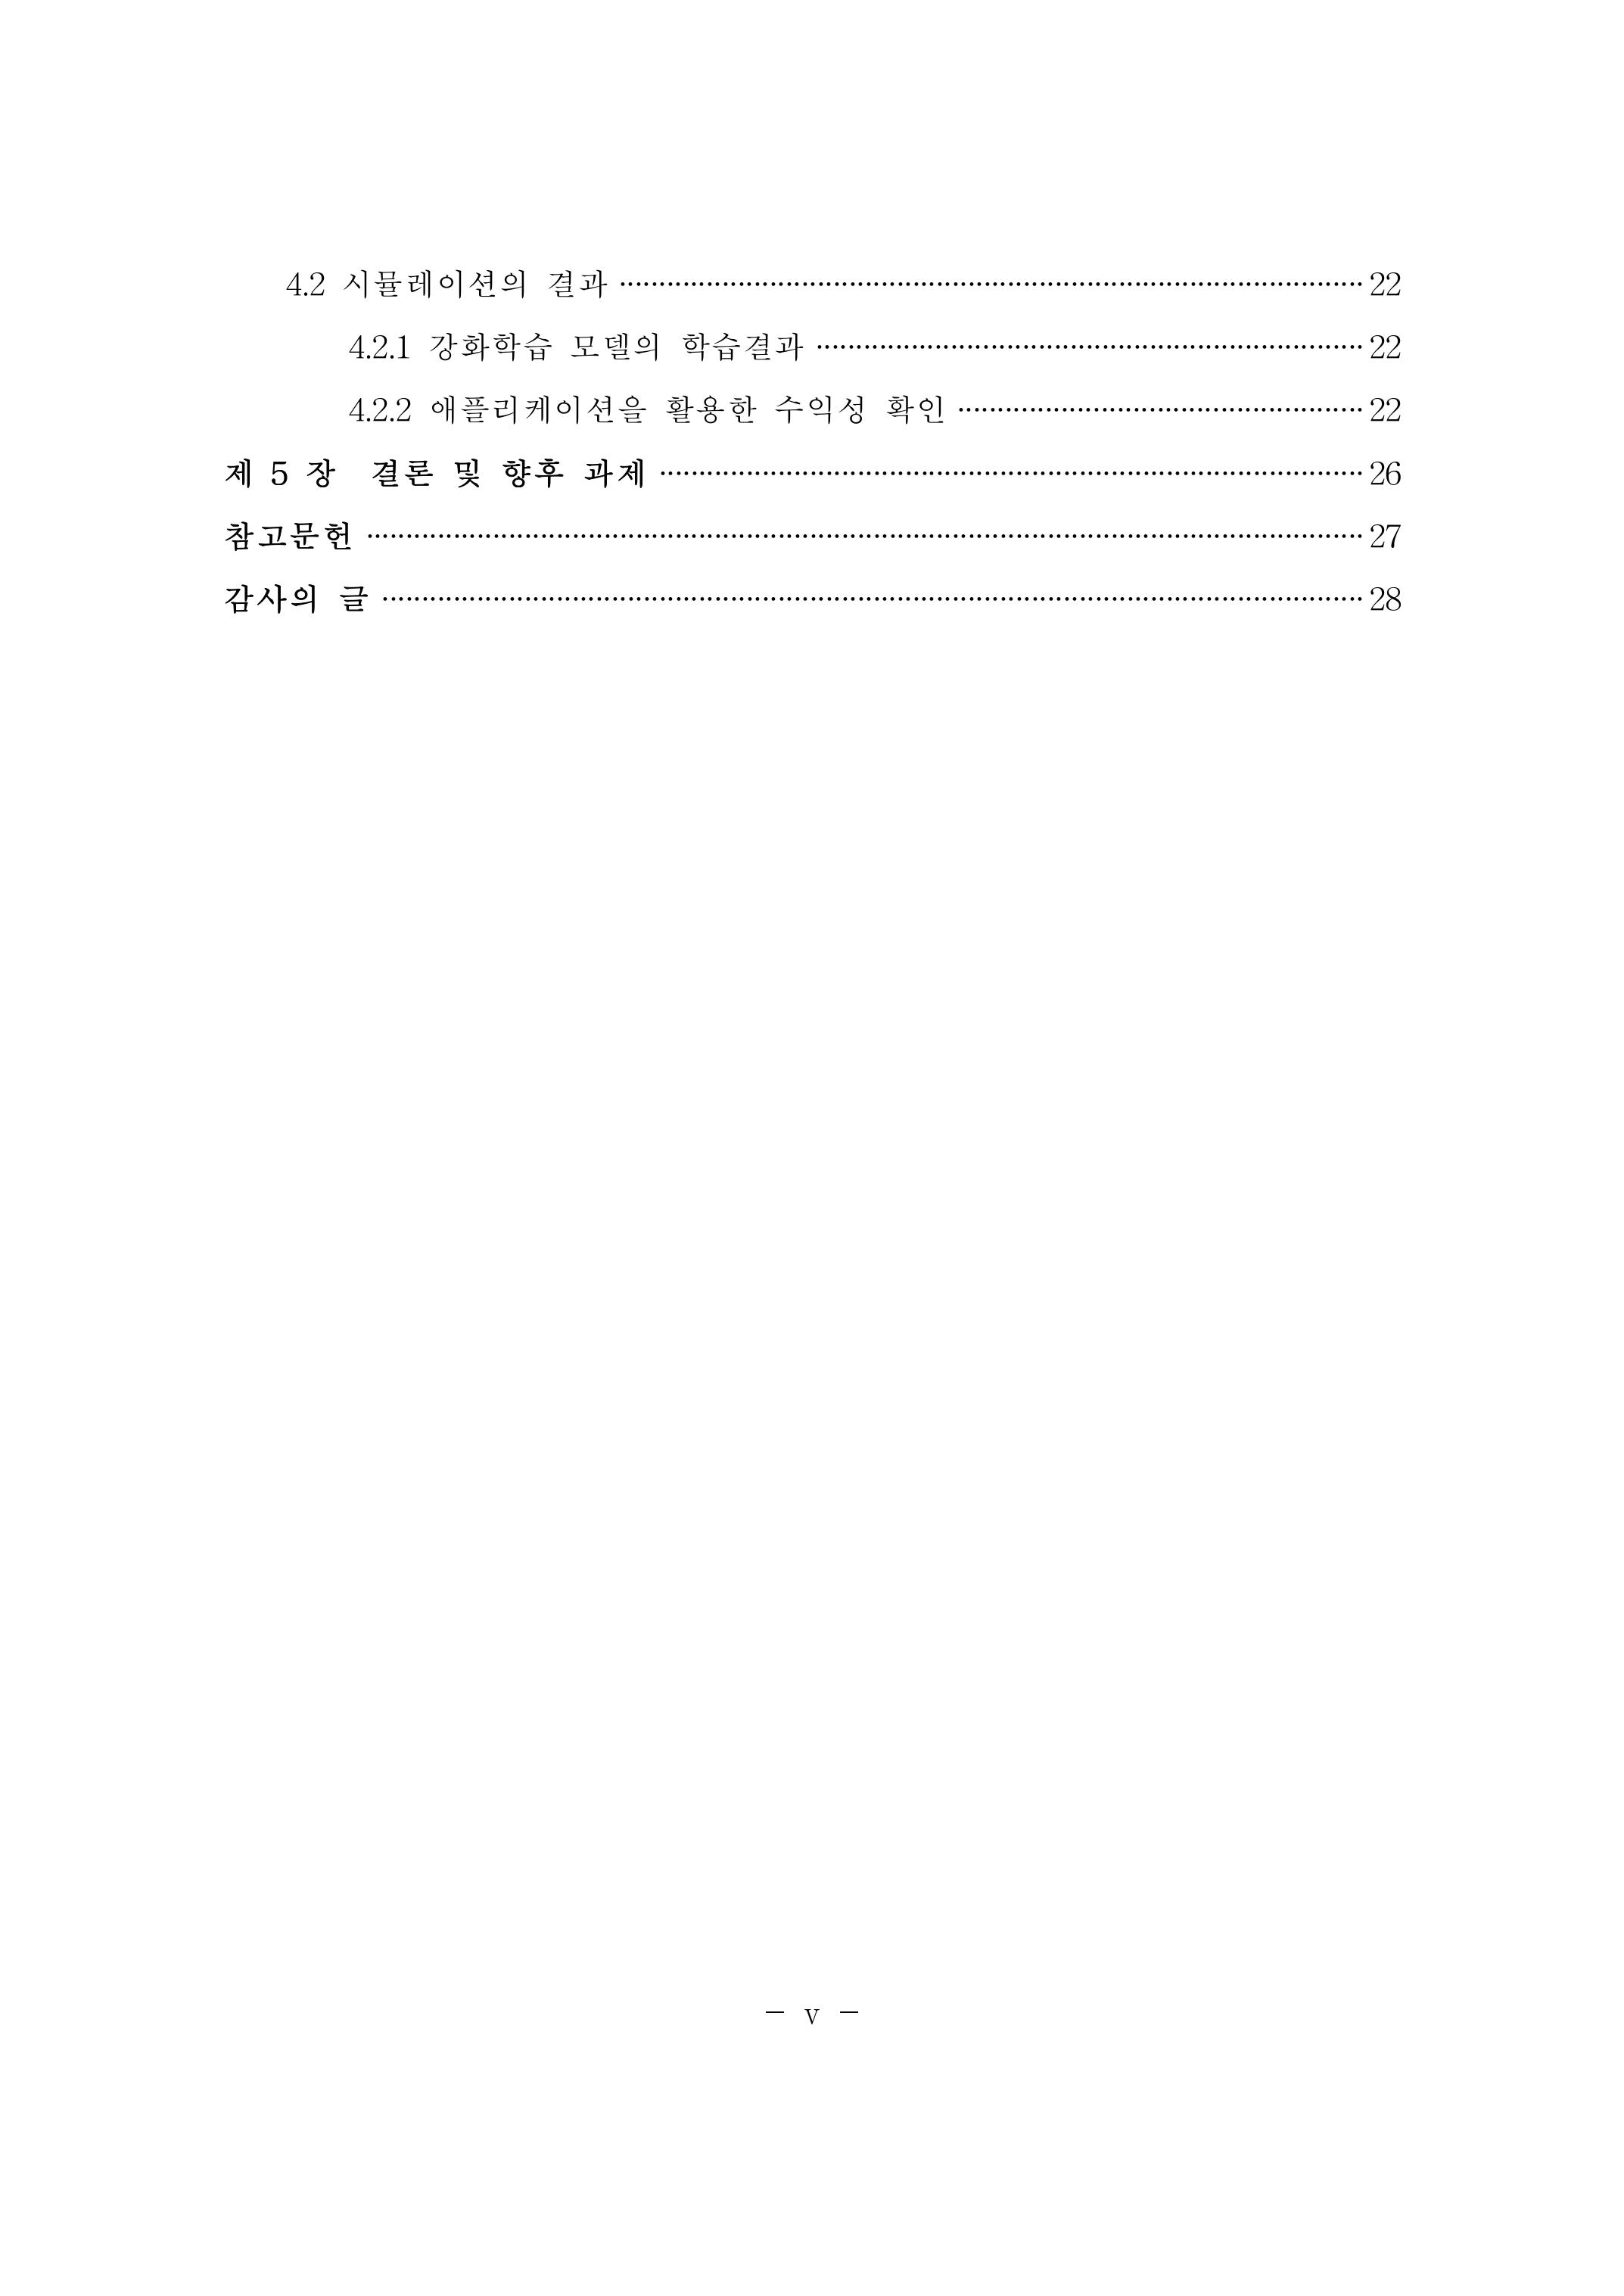 4.2 시뮬레이션의 결과 ………………………………………………………………… 22
4.2.1 강화학습 모델의 학습결과 ……………………………………………… 22
4.2.2 애플리케이션을 활용한 수익성 확인 ………………………………… 22
제 5 장 결론 및 향후 과제 ……………………………………………………………… 26
참고문헌 ……………………………………………………………………………………… 27
감사의 글 …………………………………………………………………………………… 28
- v -